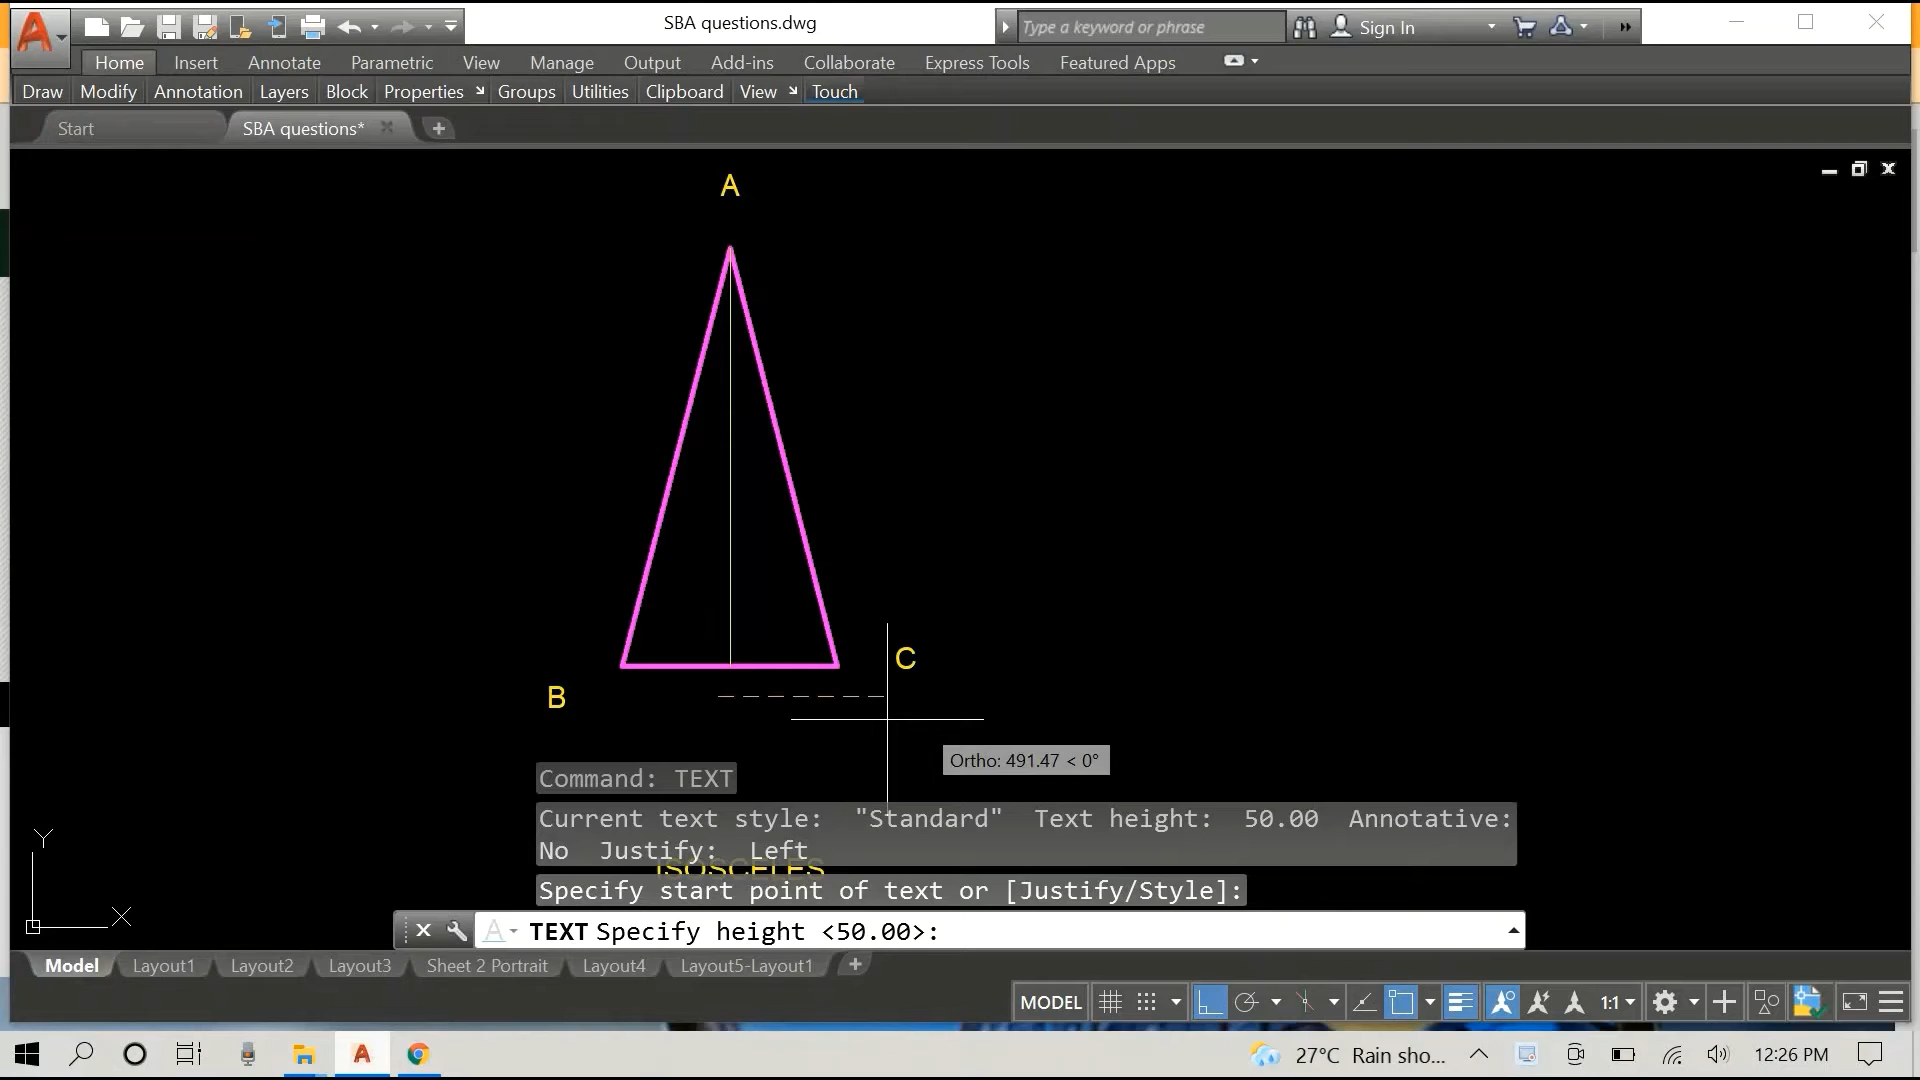 SBA questions.dwg
Type a keyword or phrase
Sign In
Home Insert Annotate Parametric View Manage Output Add-ins Collaborate Express Tools Featured Apps
Draw Modify Annotation Layers Block Properties Groups Utilities Clipboard View Touch
Start SBA questions*
A
C
B
Ortho: 491.47 < 0°
Command: TEXT
Current text style: "Standard" Text height: 50.00 Annotative:
No Justify: Left
ISOSCELES
Specify start point of text or [Justify/Style]:
TEXT Specify height <50.00>:
Y
X
Model Layout1 Layout2 Layout3 Sheet 2 Portrait Layout4 Layout5-Layout1
MODEL 1:1
27°C Rain sho... 12:26 PM